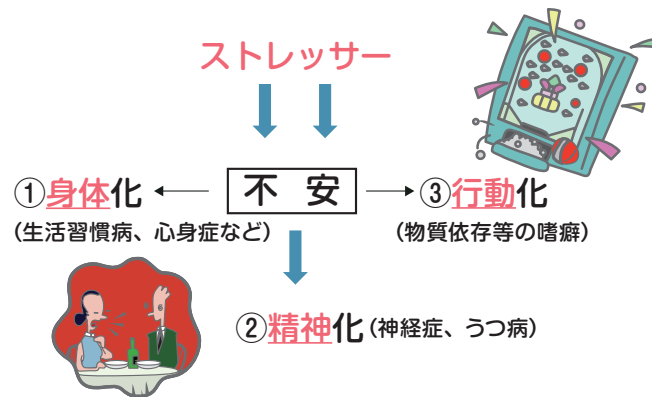 ストレッサー
①身体化
不 安
③行動化
(生活習慣病、心身症など)
(物質依存等の嗜癖)
②精神化(神経症、うつ病)